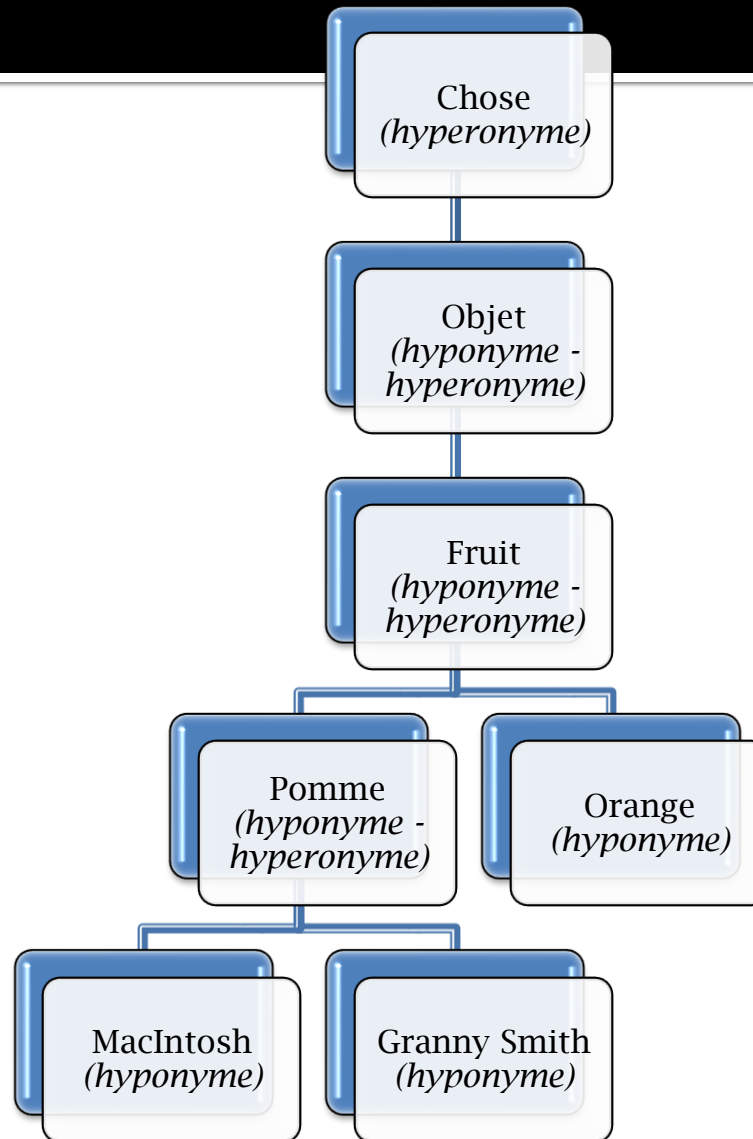 Chose
(hyperonyme)
Objet
(hyponyme -
hyperonyme)
Fruit
(hyponyme -
hyperonyme)
Pomme
(hyponyme -
hyperonyme)
Orange
(hyponyme)
MacIntosh
(hyponyme)
Granny Smith
(hyponyme)